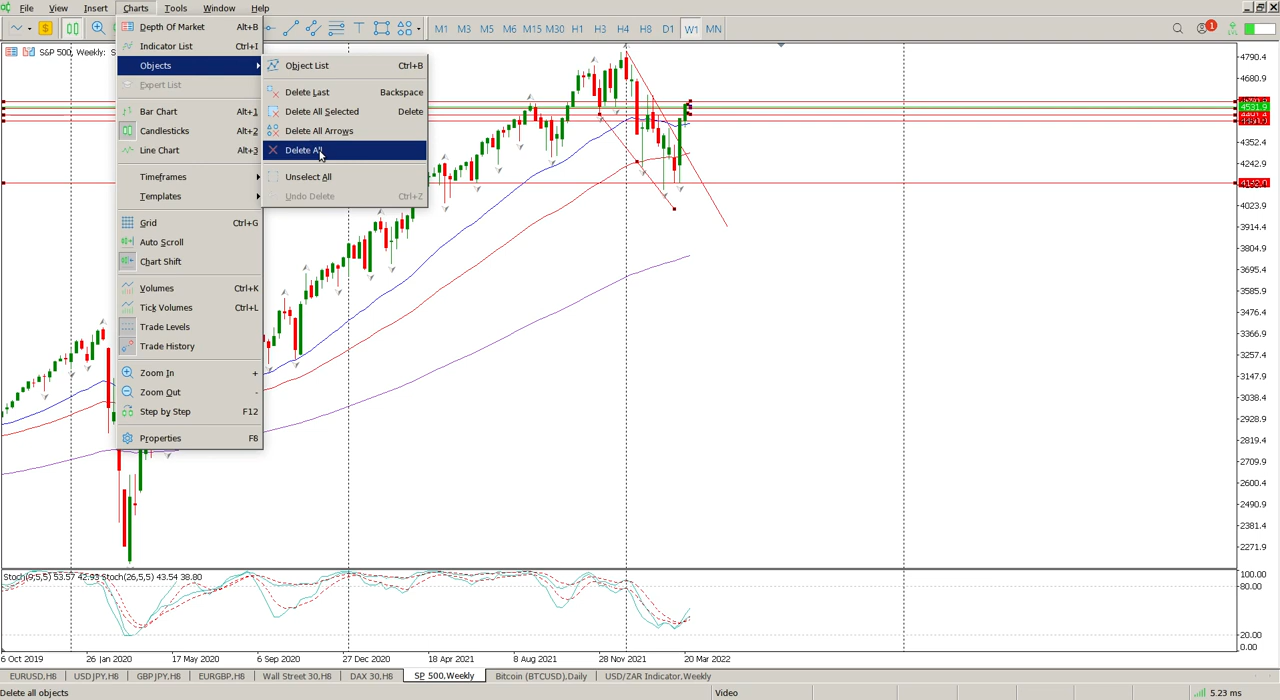 File View Insert Charts Tools Window Help
M1 M3 M5 M6 M15 M30 H1 H3 H4 H8 D1 W1 MN
1
S&P 500, Weekly: S
Depth Of Market Alt+B
Indicator List Ctrl+I
Objects
Expert List
Bar Chart Alt+1
Candlesticks Alt+2
Line Chart Alt+3
Timeframes
Templates
Grid Ctrl+G
Auto Scroll
Chart Shift
Volumes Ctrl+K
Tick Volumes Ctrl+L
Trade Levels
Trade History
Zoom In +
Zoom Out -
Step by Step F12
Properties F8
Object List Ctrl+B
Delete Last Backspace
Delete All Selected Delete
Delete All Arrows
Delete All
Unselect All
Undo Delete Ctrl+Z
4790.4
4680.9
4591.9
4352.4
4242.9
4142.0
4023.9
3914.4
3804.9
3695.4
3585.9
3476.4
3366.9
3257.4
3147.9
3038.4
2928.9
2819.4
2709.9
2600.4
2490.9
2381.4
2271.9
Stoch(9,5,5) 53.57 42.93 Stoch(26,5,5) 43.54 38.80
100.00
80.00
20.00
0.00
6 Oct 2019 26 Jan 2020 17 May 2020 6 Sep 2020 27 Dec 2020 18 Apr 2021 8 Aug 2021 28 Nov 2021 20 Mar 2022
EURUSD,H8 USDJPY,H8 GBPJPY,H8 EURGBP,H8 Wall Street 30,H8 DAX 30,H8 SP 500,Weekly Bitcoin (BTCUSD),Daily USD/ZAR Indicator,Weekly
Delete all objects Video 5.23 ms